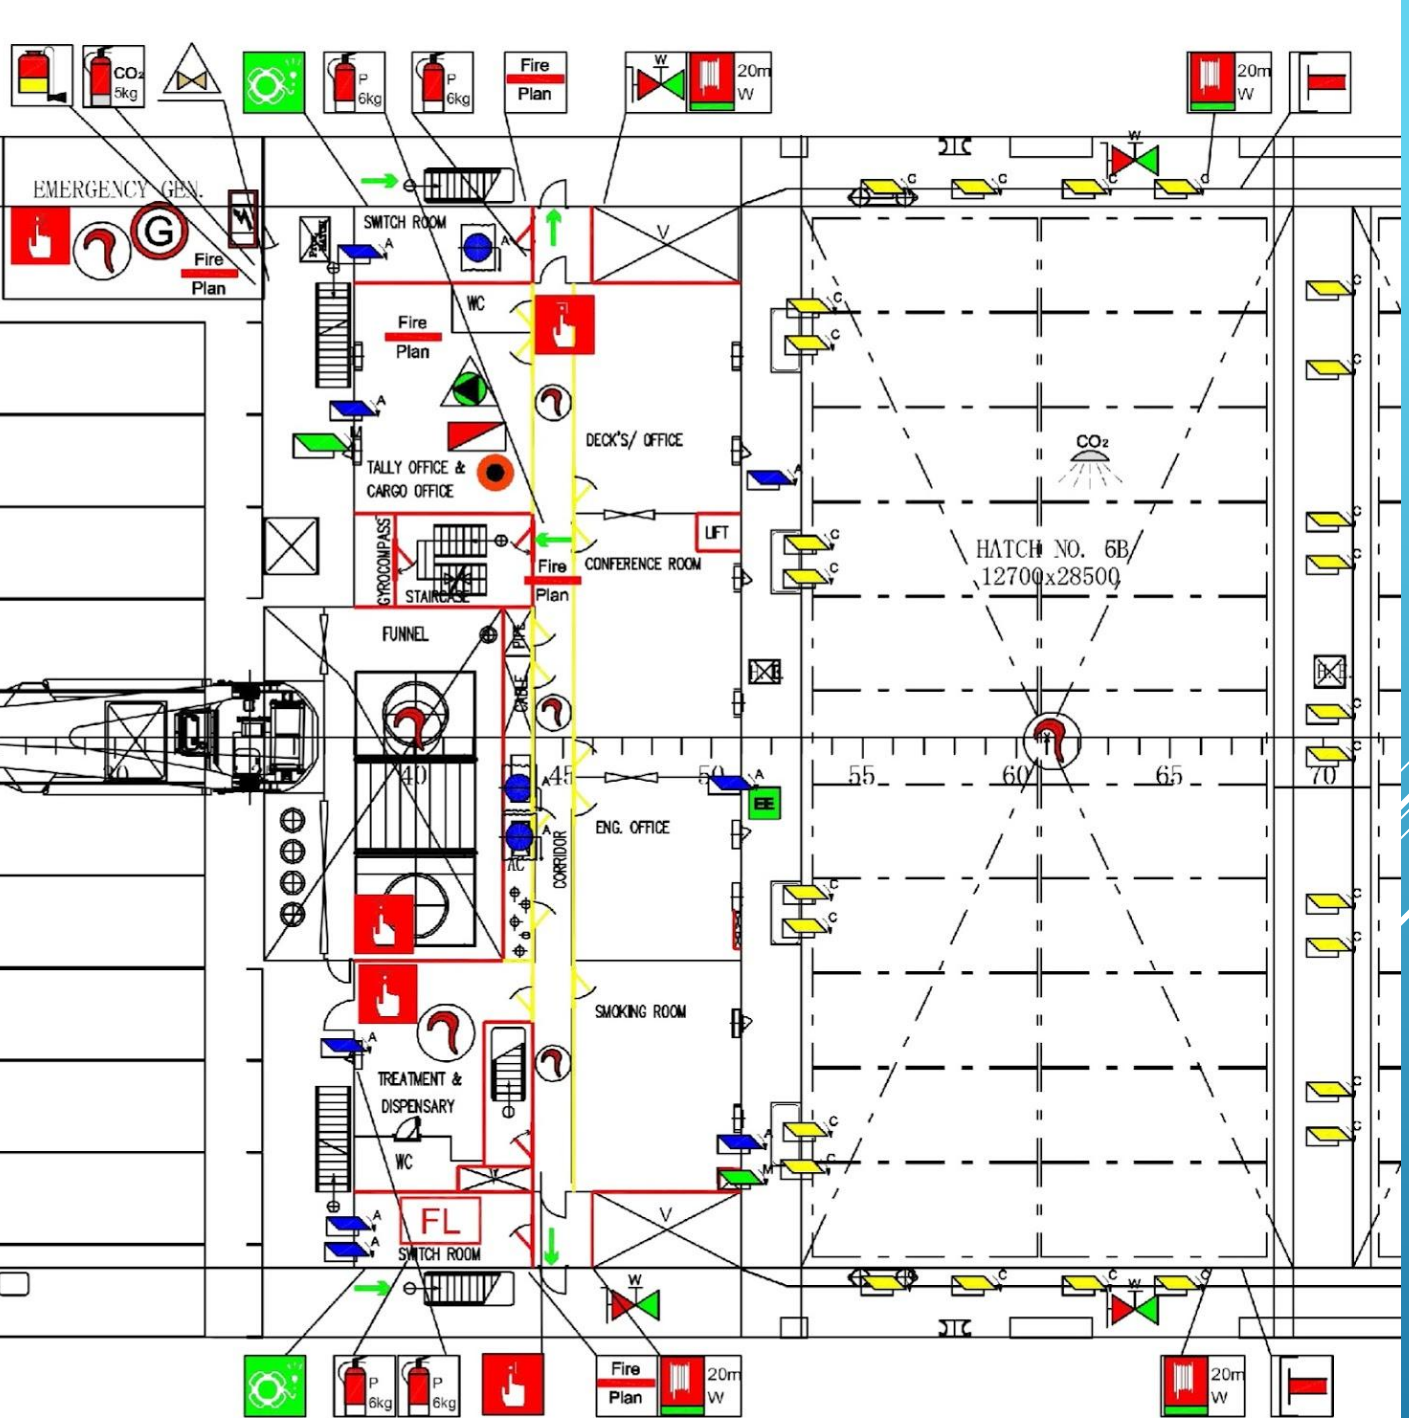 CO₂
5kg
P
6kg
P
6kg
Fire
Plan
W
20m
W
20m
W
W
EMERGENCY GEN.
G
Fire
Plan
SWITCH ROOM
A
A
V
C
C
C
C
WC
Fire
Plan
A
M
TALLY OFFICE &
CARGO OFFICE
DECK'S/ OFFICE
A
C
C
CO₂
C
C
GYROCOMPASS
STAIRCASE
Fire
Plan
LIFT
CONFERENCE ROOM
C
C
HATCH NO. 6B
12700x28500
C
C
FUNNEL
PIPE
CABLE
C
C
40
45
50
55
60
65
70
A
A
A
EE
AC
CORRIDOR
ENG. OFFICE
C
C
C
C
SMOKING ROOM
A
TREATMENT &
DISPENSARY
WC
C
C
A
M
C
C
FL
SWITCH ROOM
A
A
V
W
C
C
C
C
W
P
6kg
P
6kg
Fire
Plan
20m
W
20m
W